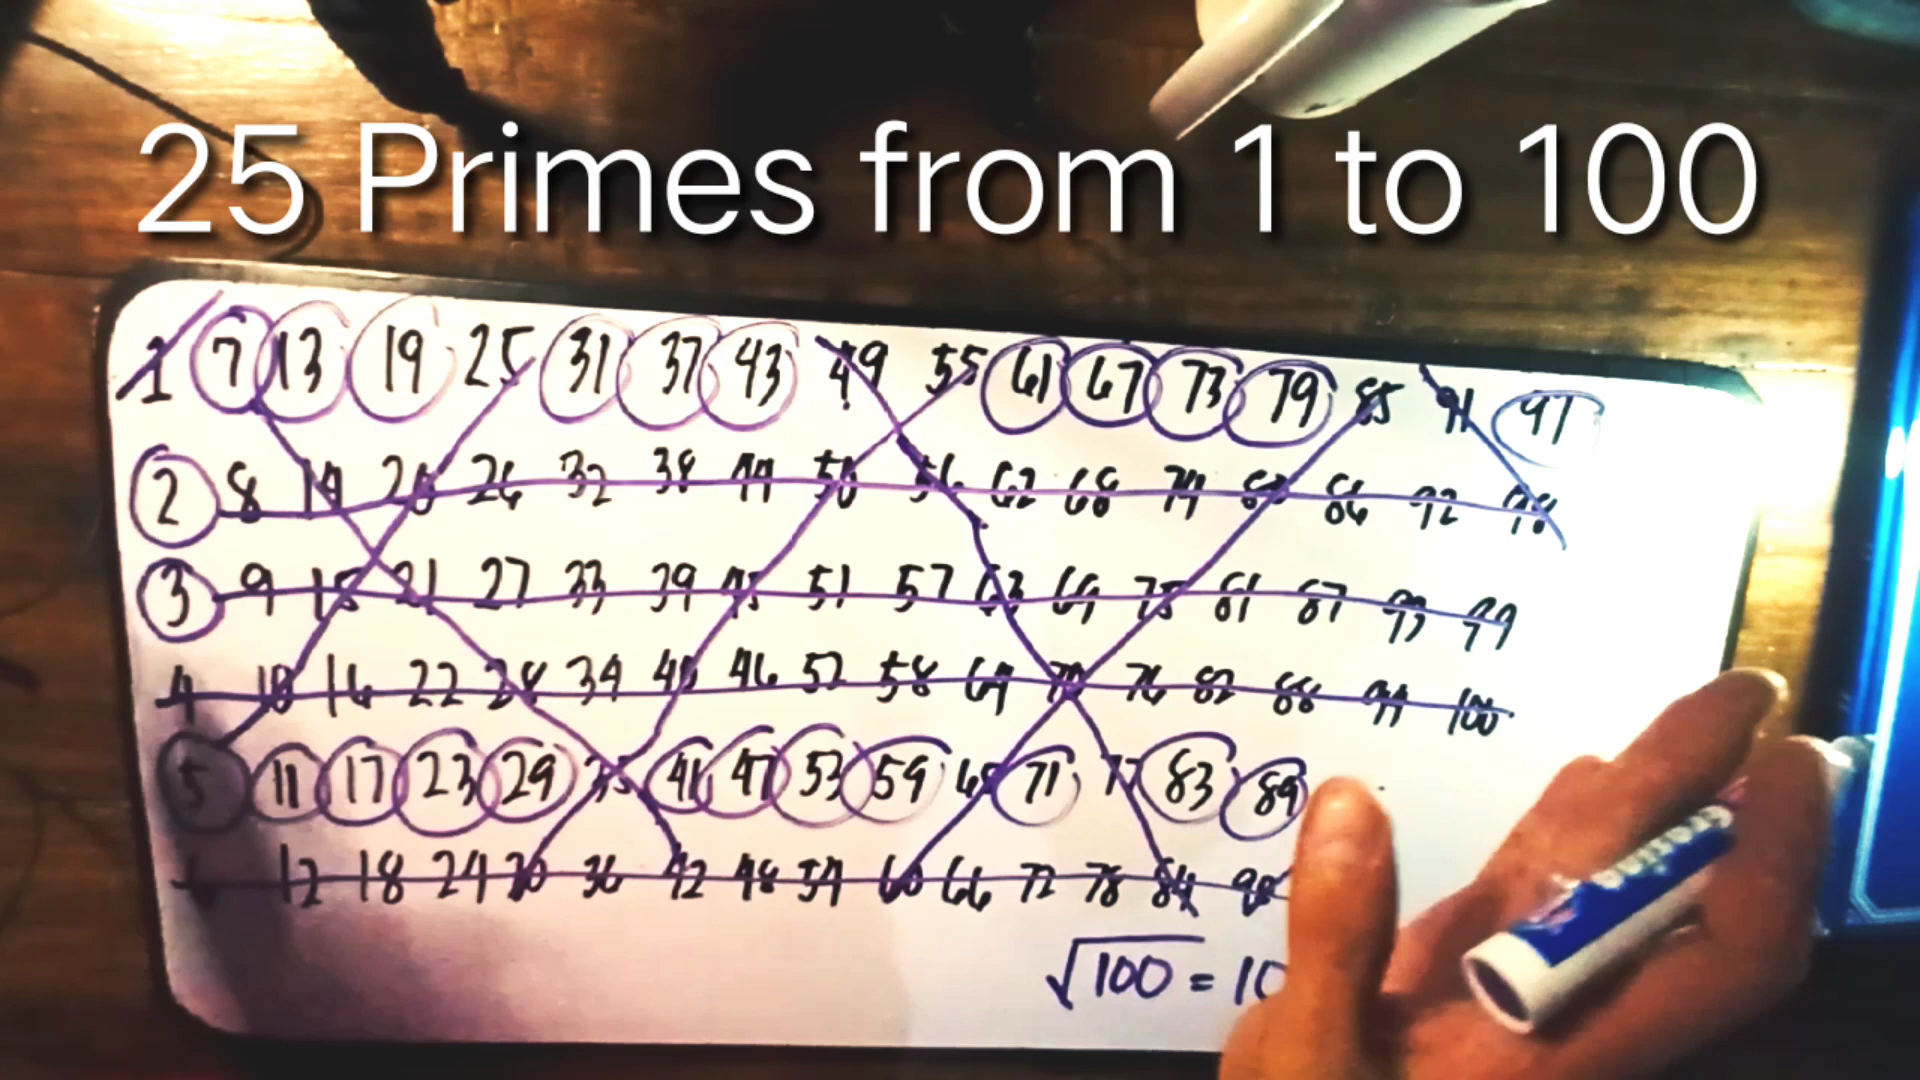 25 Primes from 1 to 100
1 7 13 19 25 31 37 43 49 55 61 67 73 79 85 91 97
2 8 14 20 26 32 38 44 50 56 62 68 74 80 86 92 98
3 9 15 21 27 33 39 45 51 57 63 69 75 81 87 93 99
4 10 16 22 28 34 40 46 52 58 64 70 76 82 88 94 100
5 11 17 23 29 35 41 47 53 59 65 71 77 83 89
6 12 18 24 30 36 42 48 54 60 66 72 78 84 90
√100 = 10